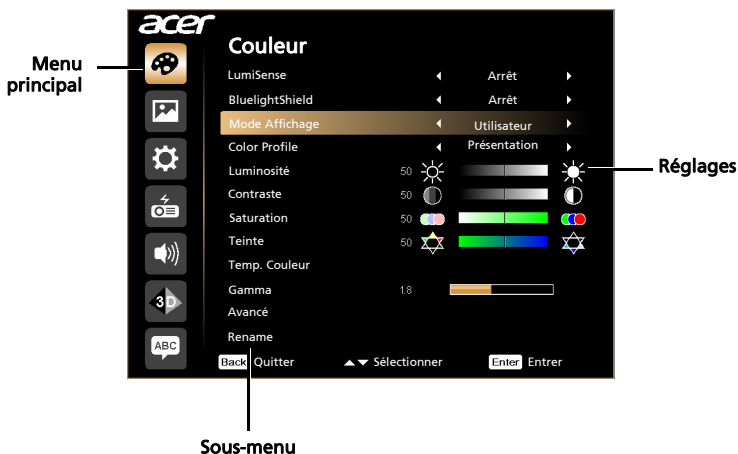 acer
Couleur
Menu principal
LumiSense Arrêt
BluelightShield Arrêt
Mode Affichage Utilisateur
Color Profile Présentation
Luminosité 50
Réglages
Contraste 50
Saturation 50
Teinte 50
Temp. Couleur
Gamma 1.8
3D
Avancé
Rename
ABC
Back Quitter Sélectionner Enter Entrer
Sous-menu